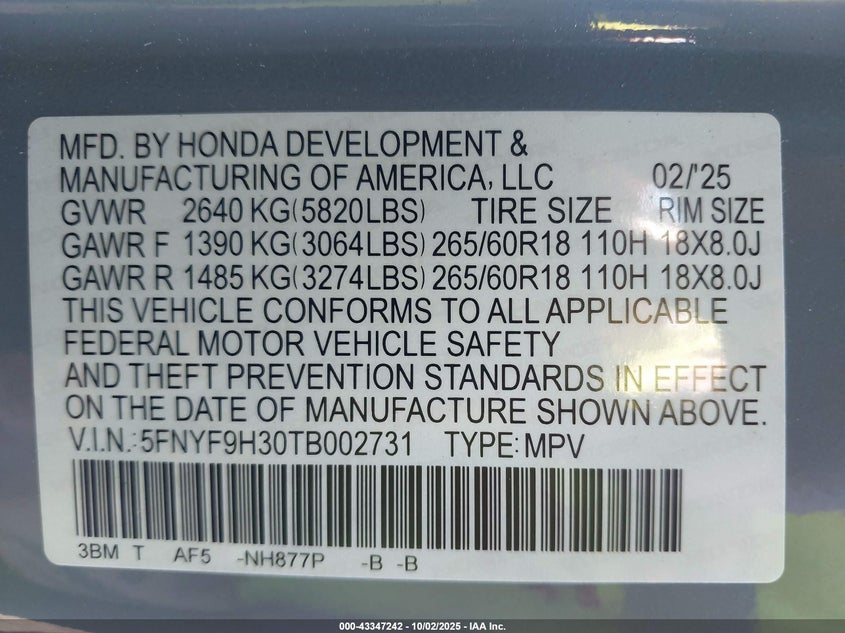 MFD. BY HONDA DEVELOPMENT &
MANUFACTURING OF AMERICA, LLC 02/'25
GVWR 2640 KG(5820LBS) TIRE SIZE RIM SIZE
GAWR F 1390 KG(3064LBS) 265/60R18 110H 18X8.0J
GAWR R 1485 KG(3274LBS) 265/60R18 110H 18X8.0J
THIS VEHICLE CONFORMS TO ALL APPLICABLE
FEDERAL MOTOR VEHICLE SAFETY
AND THEFT PREVENTION STANDARDS IN EFFECT
ON THE DATE OF MANUFACTURE SHOWN ABOVE.
V.I.N.:5FNYF9H30TB002731 TYPE:MPV
3BM T AF5 -NH877P -B -B
000-43347242 | 10/02/2025 - IAA Inc.